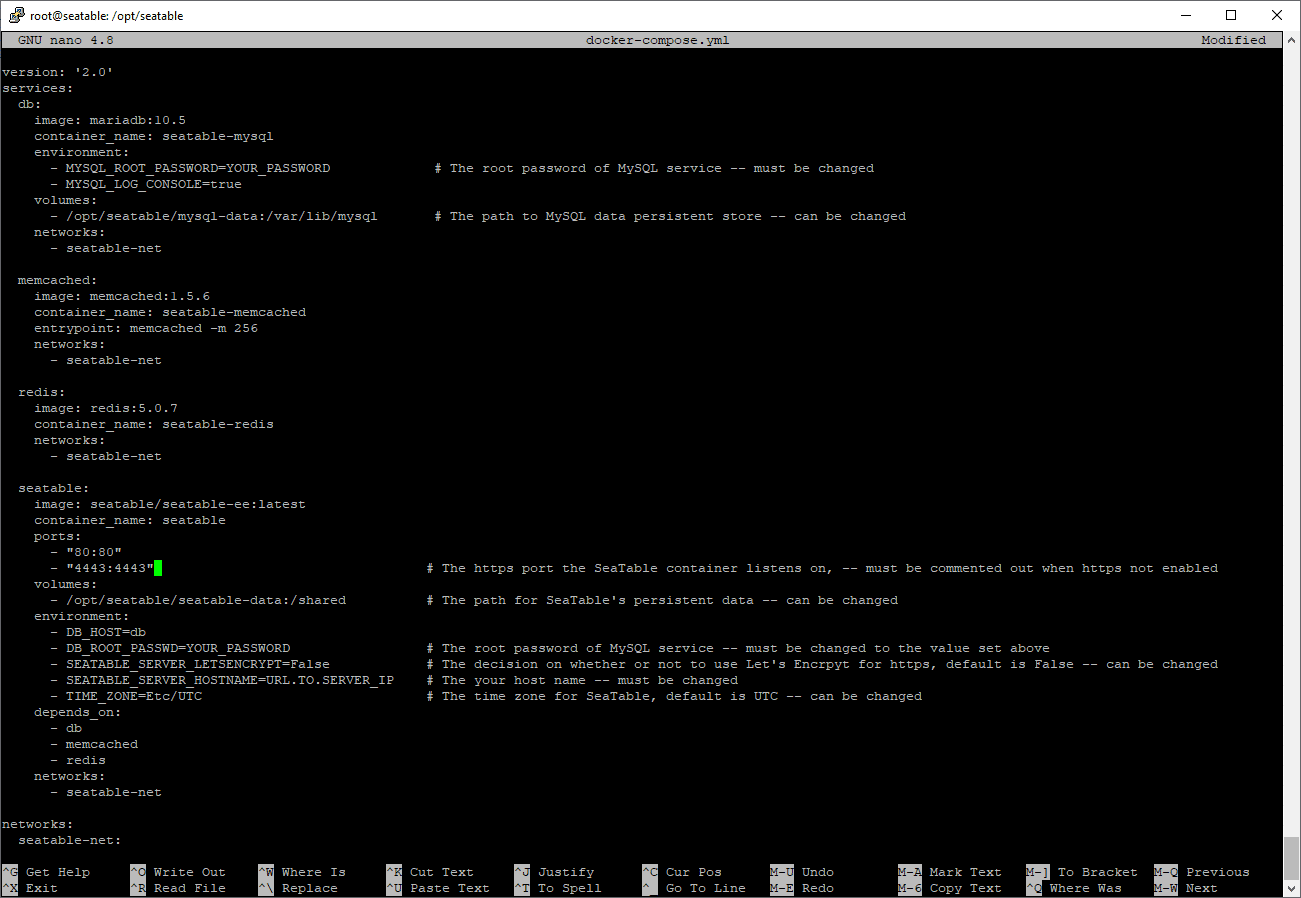 root@seatable: /opt/seatable
GNU nano 4.8 docker-compose.yml Modified
version: '2.0'
services:
  db:
    image: mariadb:10.5
    container_name: seatable-mysql
    environment:
      - MYSQL_ROOT_PASSWORD=YOUR_PASSWORD # The root password of MySQL service -- must be changed
      - MYSQL_LOG_CONSOLE=true
    volumes:
      - /opt/seatable/mysql-data:/var/lib/mysql # The path to MySQL data persistent store -- can be changed
    networks:
      - seatable-net
  memcached:
    image: memcached:1.5.6
    container_name: seatable-memcached
    entrypoint: memcached -m 256
    networks:
      - seatable-net
  redis:
    image: redis:5.0.7
    container_name: seatable-redis
    networks:
      - seatable-net
  seatable:
    image: seatable/seatable-ee:latest
    container_name: seatable
    ports:
      - "80:80"
      - "4443:4443" # The https port the SeaTable container listens on, -- must be commented out when https not enabled
    volumes:
      - /opt/seatable/seatable-data:/shared # The path for SeaTable's persistent data -- can be changed
    environment:
      - DB_HOST=db
      - DB_ROOT_PASSWD=YOUR_PASSWORD # The root password of MySQL service -- must be changed to the value set above
      - SEATABLE_SERVER_LETSENCRYPT=False # The decision on whether or not to use Let's Encrpyt for https, default is False -- can be changed
      - SEATABLE_SERVER_HOSTNAME=URL.TO.SERVER_IP # The your host name -- must be changed
      - TIME_ZONE=Etc/UTC # The time zone for SeaTable, default is UTC -- can be changed
    depends_on:
      - db
      - memcached
      - redis
    networks:
      - seatable-net
networks:
  seatable-net:
^G Get Help ^O Write Out ^W Where Is ^K Cut Text ^J Justify ^C Cur Pos M-U Undo M-A Mark Text M-] To Bracket M-Q Previous
^X Exit ^R Read File ^\ Replace ^U Paste Text ^T To Spell ^_ Go To Line M-E Redo M-6 Copy Text ^Q Where Was M-W Next